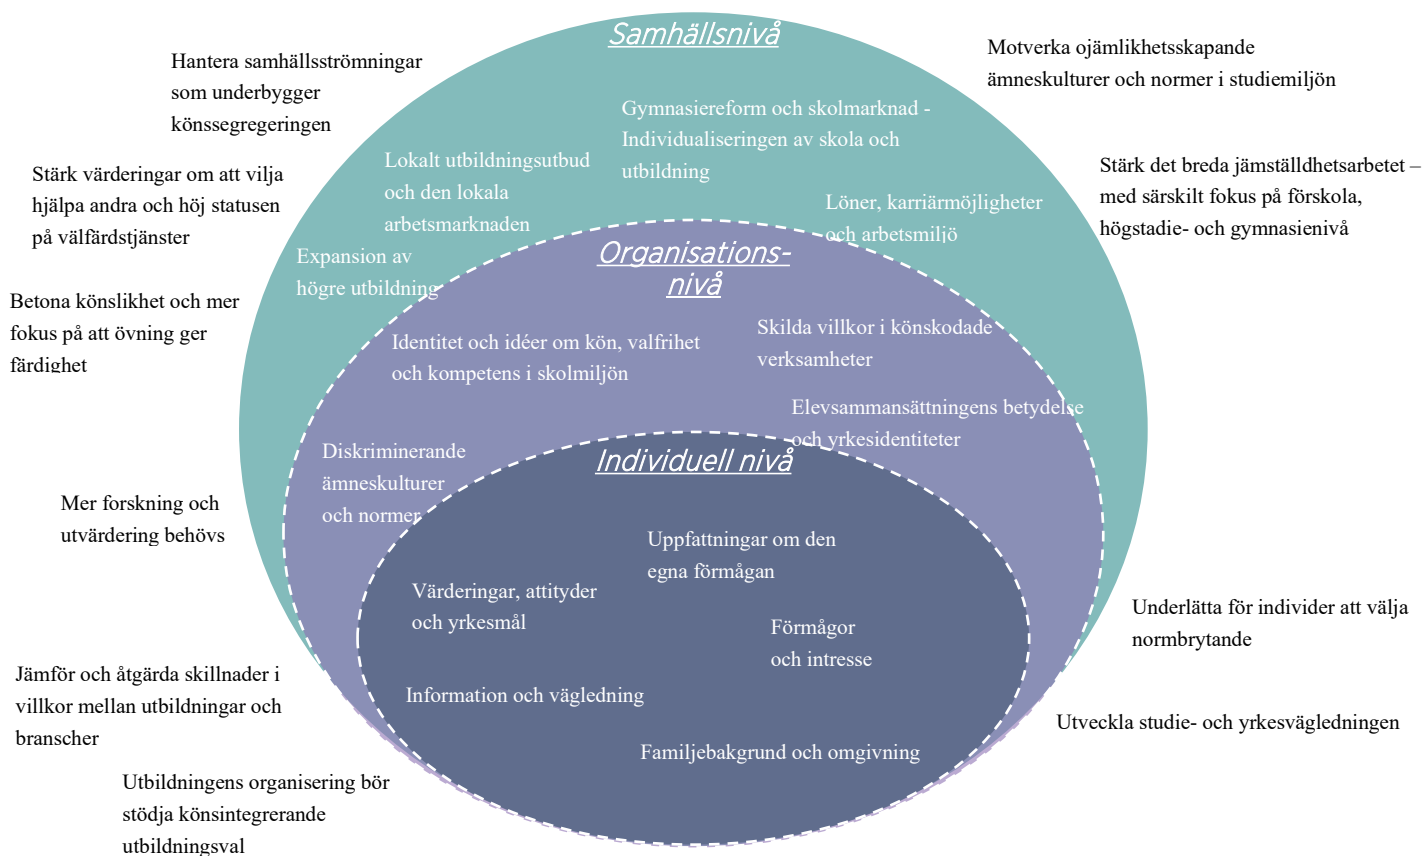 Samhällsnivå
Hantera samhällsströmningar
som underbygger
könssegregeringen
Motverka ojämlikhetsskapande
ämneskulturer och normer i studiemiljön
Gymnasiereform och skolmarknad -
Individualiseringen av skola och
utbildning
Lokalt utbildningsutbud
och den lokala
arbetsmarknaden
Stärk värderingar om att vilja
hjälpa andra och höj statusen
på välfärdstjänster
Stärk det breda jämställdhetsarbetet –
med särskilt fokus på förskola,
högstadie- och gymnasienivå
Löner, karriärmöjligheter
och arbetsmiljö
Expansion av
högre utbildning
Organisations-
nivå
Betona könslikhet och mer
fokus på att övning ger
färdighet
Identitet och idéer om kön, valfrihet
och kompetens i skolmiljön
Skilda villkor i könskodade
verksamheter
Elevsammansättningens betydelse
och yrkesidentiteter
Diskriminerande
ämneskulturer
och normer
Individuell nivå
Mer forskning och
utvärdering behövs
Uppfattningar om den
egna förmågan
Värderingar, attityder
och yrkesmål
Förmågor
och intresse
Underlätta för individer att välja
normbrytande
Jämför och åtgärda skillnader i
villkor mellan utbildningar och
branscher
Information och vägledning
Utveckla studie- och yrkesvägledningen
Familjebakgrund och omgivning
Utbildningens organisering bör
stödja könsintegrerande
utbildningsval